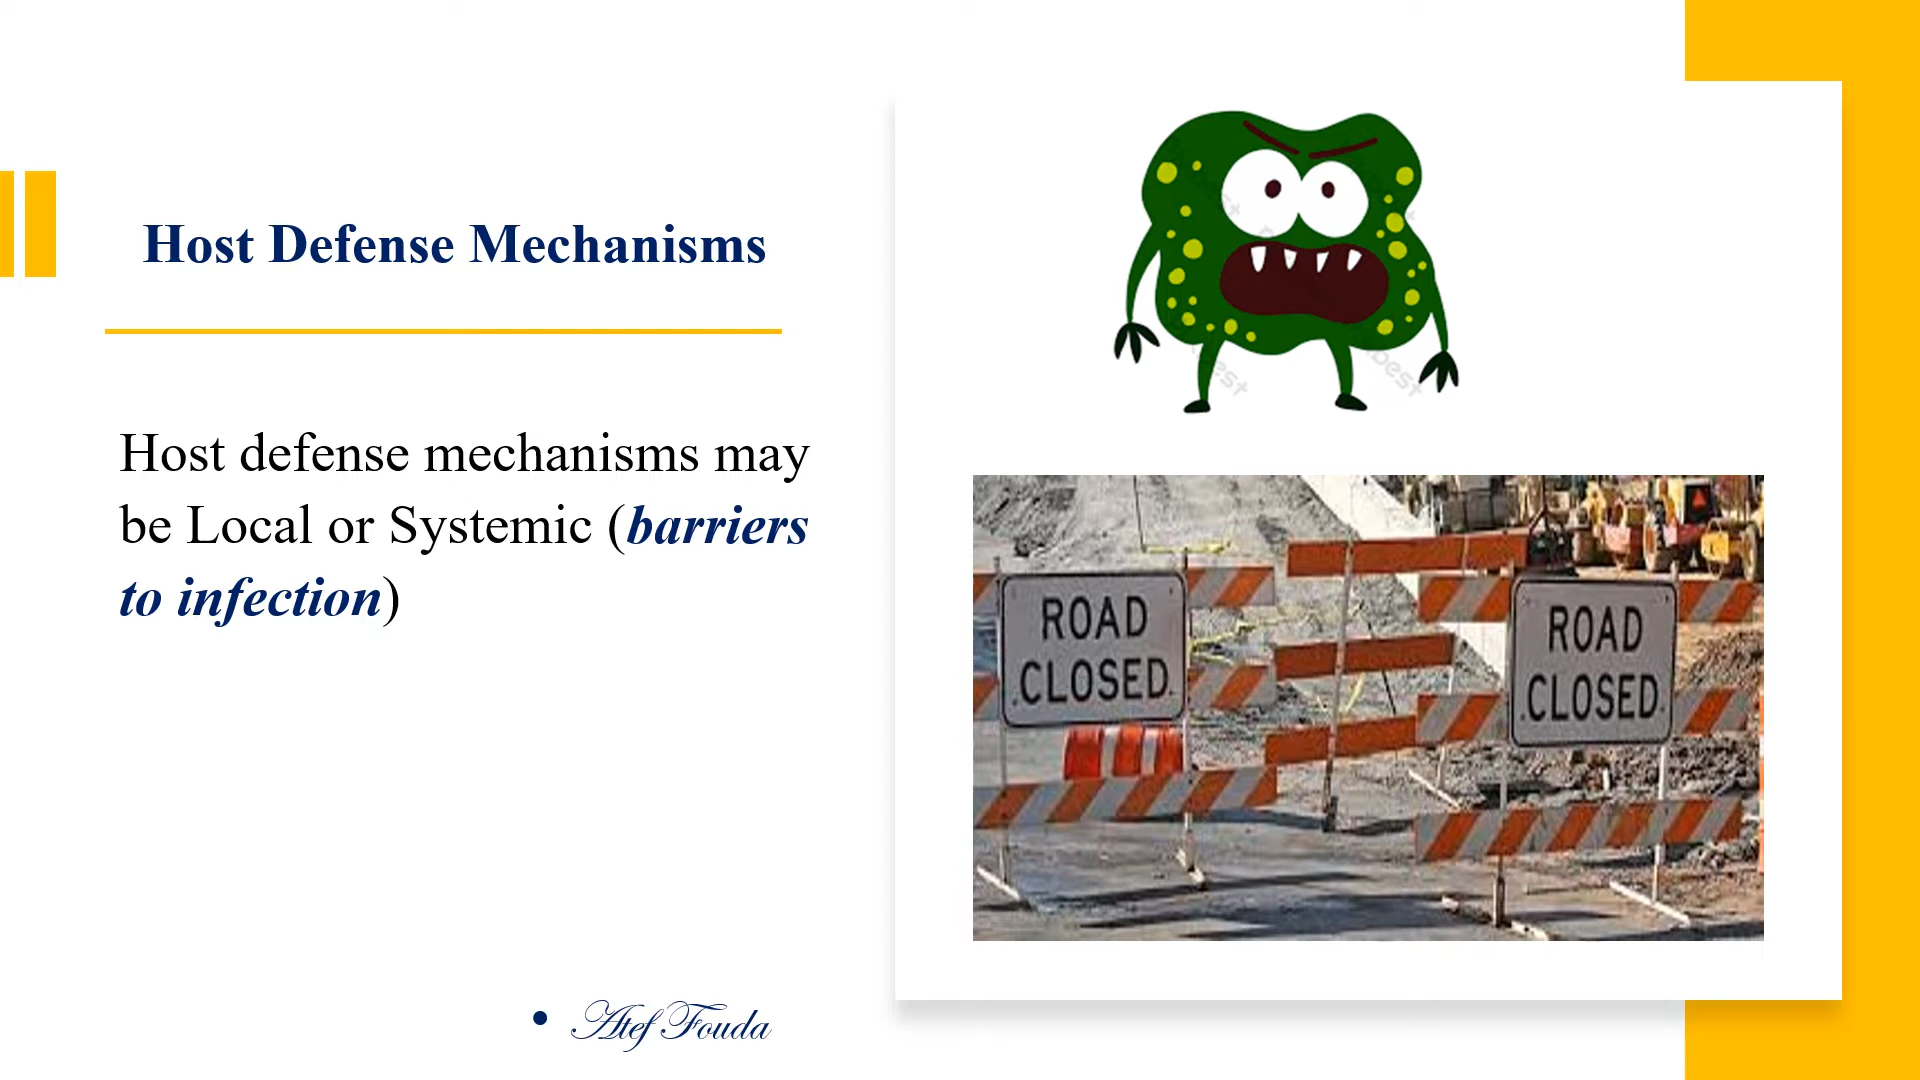 Host Defense Mechanisms
Host defense mechanisms may
be Local or Systemic (barriers
to infection)
• Atef Fouda
ROAD
CLOSED
ROAD
CLOSED